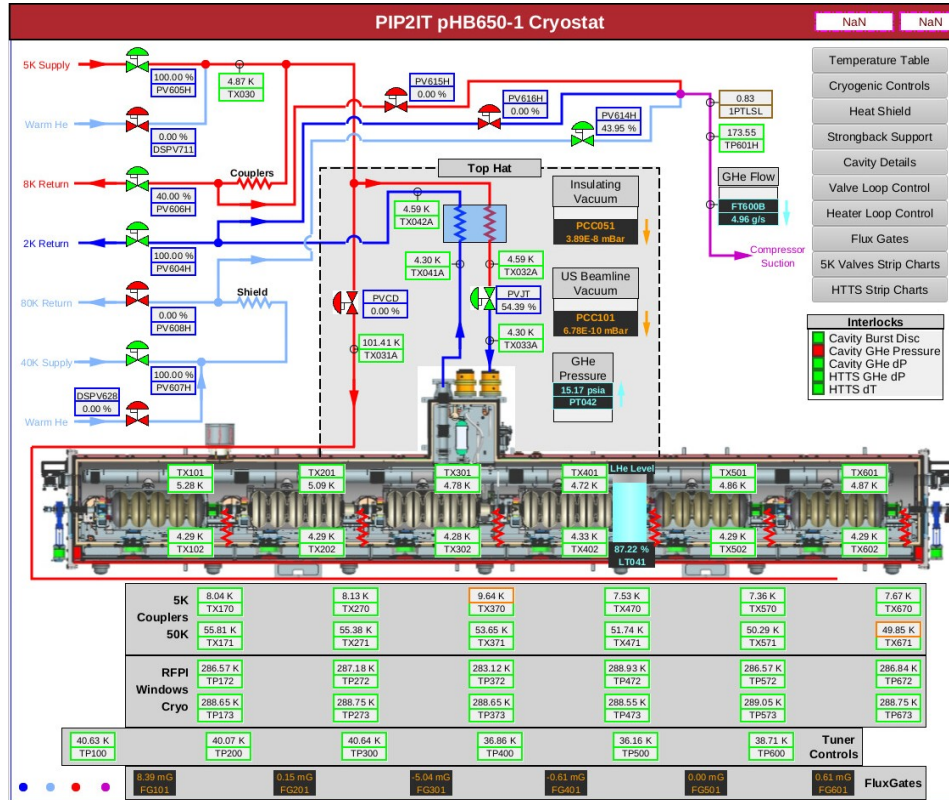 PIP2IT pHB650-1 Cryostat
NaN
NaN
5K Supply
100.00 %
PV605H
4.87 K
TX030
PV615H
0.00 %
PV616H
0.00 %
PV614H
43.95 %
0.83
1PTLSL
173.55
TP601H
Warm He
0.00 %
DSPV711
8K Return
40.00 %
PV606H
Couplers
2K Return
100.00 %
PV604H
80K Return
0.00 %
PV608H
Shield
40K Supply
100.00 %
PV607H
DSPV628
0.00 %
Warm He
Top Hat
4.59 K
TX042A
4.30 K
TX041A
4.59 K
TX032A
PVCD
0.00 %
PVJT
54.39 %
101.41 K
TX031A
4.30 K
TX033A
Insulating
Vacuum
PCC051
3.89E-8 mBar
US Beamline
Vacuum
PCC101
6.78E-10 mBar
GHe
Pressure
15.17 psia
PT042
GHe Flow
FT600B
4.96 g/s
Compressor
Suction
Temperature Table
Cryogenic Controls
Heat Shield
Strongback Support
Cavity Details
Valve Loop Control
Heater Loop Control
Flux Gates
5K Valves Strip Charts
HTTS Strip Charts
Interlocks
Cavity Burst Disc
Cavity GHe Pressure
Cavity GHe dP
HTTS GHe dP
HTTS dT
TX101
5.28 K
TX201
5.09 K
TX301
4.78 K
TX401
4.72 K
LHe Level
TX501
4.86 K
TX601
4.87 K
4.29 K
TX102
4.29 K
TX202
4.28 K
TX302
4.33 K
TX402
87.22 %
LT041
4.29 K
TX502
4.29 K
TX602
5K
Couplers
50K
8.04 K
TX170
8.13 K
TX270
9.64 K
TX370
7.53 K
TX470
7.36 K
TX570
7.67 K
TX670
55.81 K
TX171
55.38 K
TX271
53.65 K
TX371
51.74 K
TX471
50.29 K
TX571
49.85 K
TX671
RFPI
Windows
Cryo
286.57 K
TP172
287.18 K
TP272
283.12 K
TP372
288.93 K
TP472
286.57 K
TP572
286.84 K
TP672
288.65 K
TP173
288.75 K
TP273
288.65 K
TP373
288.55 K
TP473
289.05 K
TP573
288.75 K
TP673
40.63 K
TP100
40.07 K
TP200
40.64 K
TP300
36.86 K
TP400
36.16 K
TP500
38.71 K
TP600
Tuner
Controls
8.39 mG
FG101
0.15 mG
FG201
-5.04 mG
FG301
-0.61 mG
FG401
0.00 mG
FG501
0.61 mG
FG601
FluxGates